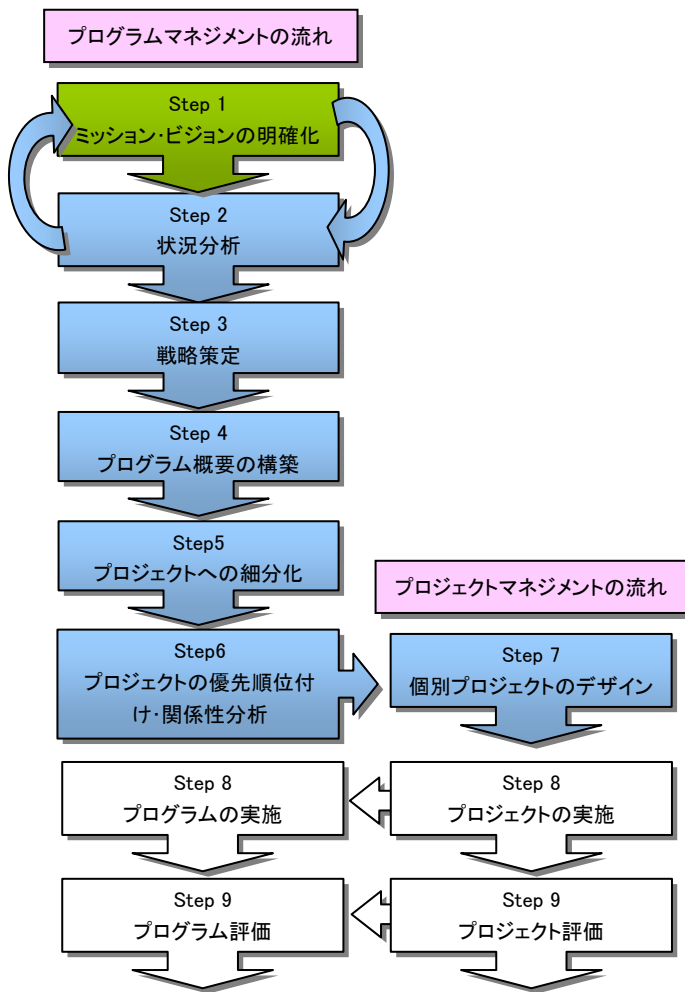 プログラムマネジメントの流れ
Step 1
ミッション・ビジョンの明確化
Step 2
状況分析
Step 3
戦略策定
Step 4
プログラム概要の構築
Step5
プロジェクトへの細分化
プロジェクトマネジメントの流れ
Step6
プロジェクトの優先順位付
け・関係性分析
Step 7
個別プロジェクトのデザイン
Step 8
プログラムの実施
Step 8
プロジェクトの実施
Step 9
プログラム評価
Step 9
プロジェクト評価